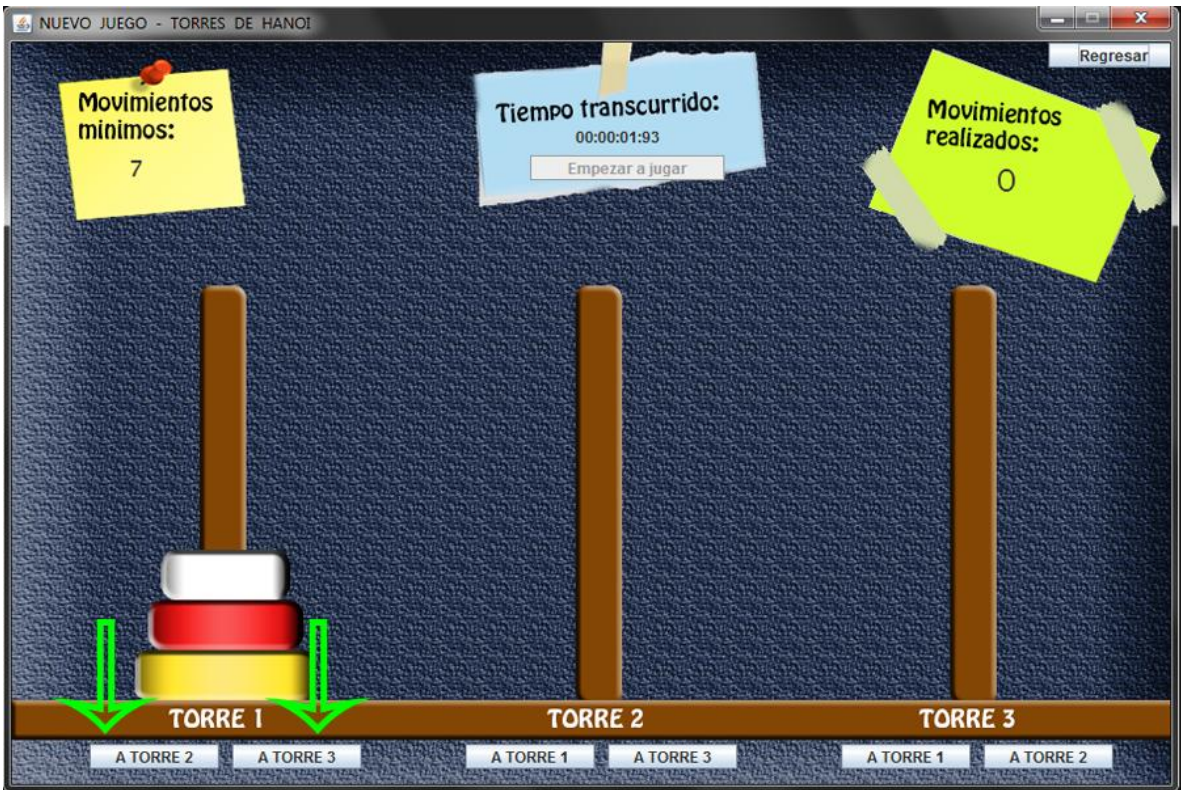 NUEVO JUEGO - TORRES DE HANOI
Regresar
Movimientos
minimos:
7
Tiempo transcurrido:
00:00:01:93
Empezar a jugar
Movimientos
realizados:
0
TORRE 1
TORRE 2
TORRE 3
A TORRE 2
A TORRE 3
A TORRE 1
A TORRE 3
A TORRE 1
A TORRE 2